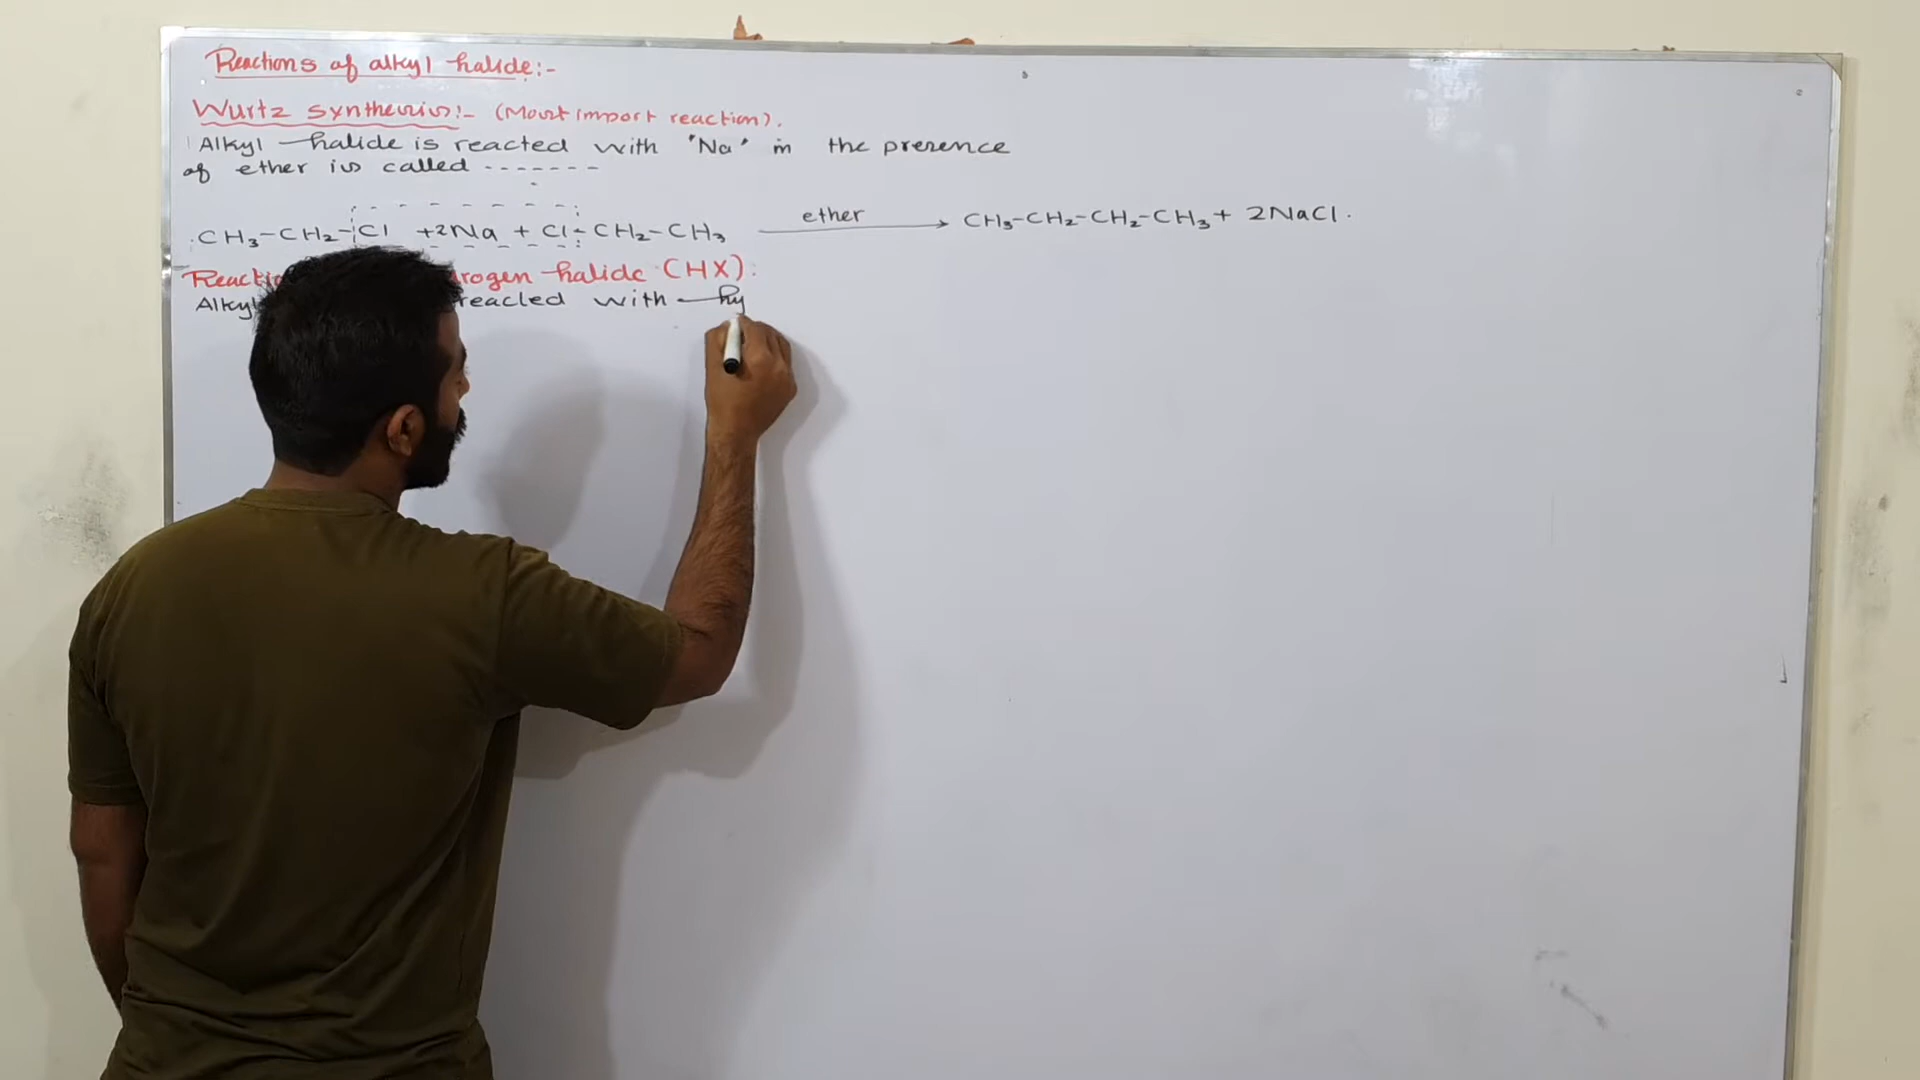 Reactions of alkyl halide:-
Wurtz synthesis:- (Most import reaction).
Alkyl halide is reacted with 'Na' in the presence
of ether is called -------
CH₃-CH₂-Cl +2Na + Cl-CH₂-CH₃ ether → CH₃-CH₂-CH₂-CH₃ + 2NaCl.
rogen halide (HX):
Alkyl reacted with hy